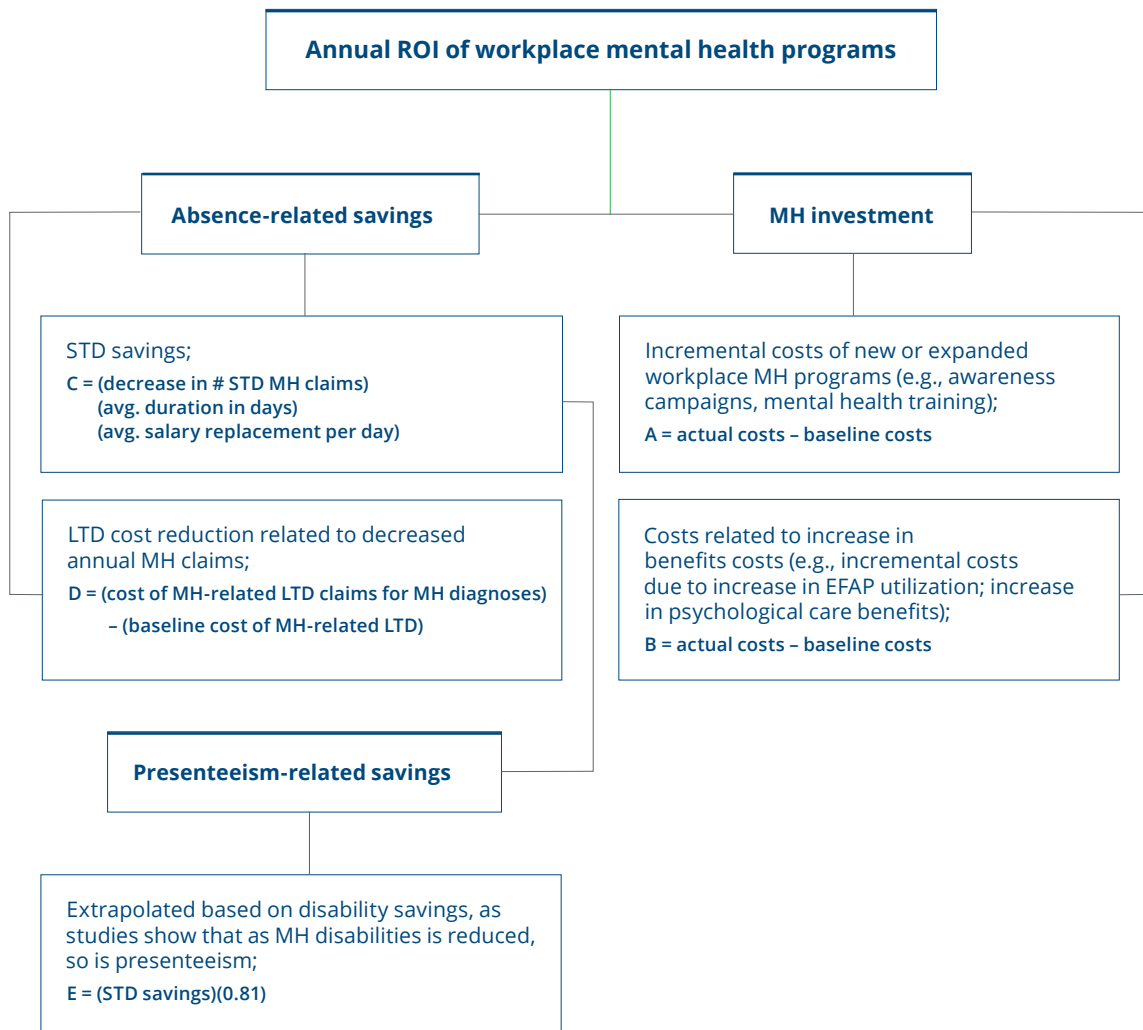 Annual ROI of workplace mental health programs
Absence-related savings
STD savings;
C = (decrease in # STD MH claims)
(avg. duration in days)
(avg. salary replacement per day)
LTD cost reduction related to decreased
annual MH claims;
D = (cost of MH-related LTD claims for MH diagnoses)
– (baseline cost of MH-related LTD)
Presenteeism-related savings
Extrapolated based on disability savings, as
studies show that as MH disabilities is reduced,
so is presenteeism;
E = (STD savings)(0.81)
MH investment
Incremental costs of new or expanded
workplace MH programs (e.g., awareness
campaigns, mental health training);
A = actual costs – baseline costs
Costs related to increase in
benefits costs (e.g., incremental costs
due to increase in EFAP utilization; increase
in psychological care benefits);
B = actual costs – baseline costs